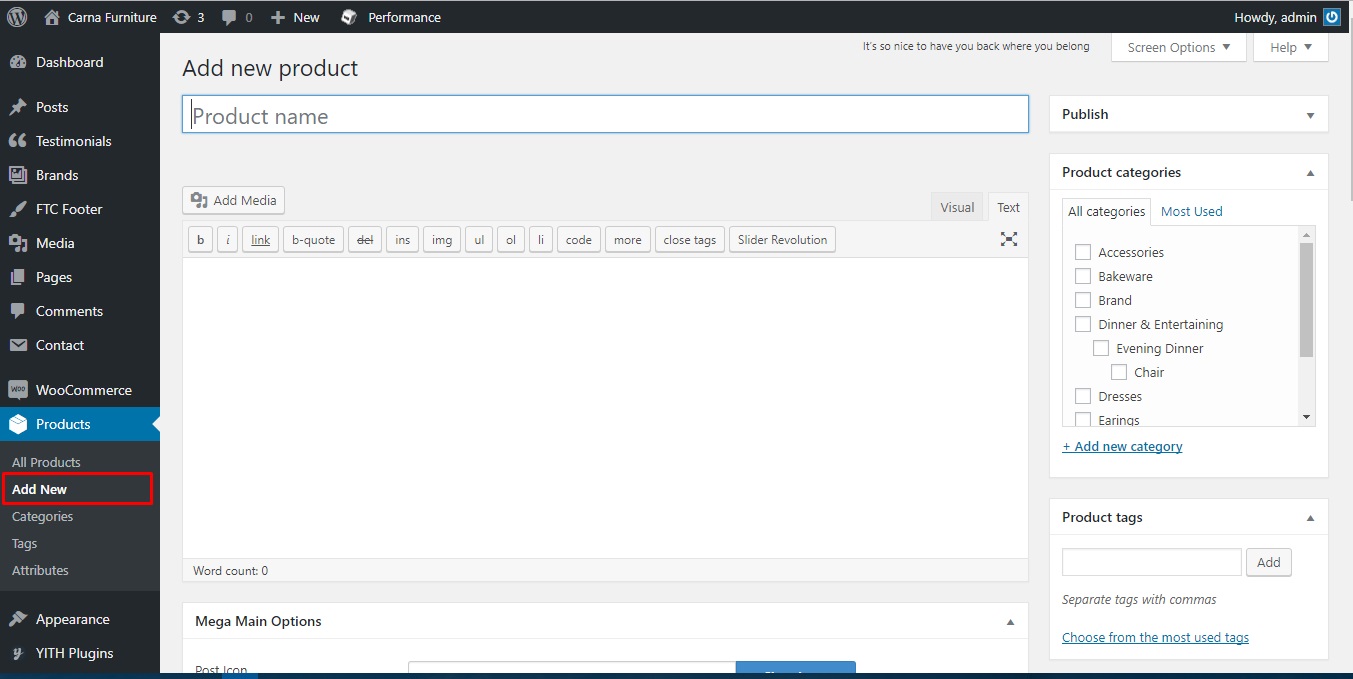 Carna Furniture 3 0 New Performance Howdy, admin
Dashboard
Posts
Testimonials
Brands
FTC Footer
Media
Pages
Comments
Contact
WooCommerce
Products
All Products
Add New
Categories
Tags
Attributes
Appearance
YITH Plugins
It's so nice to have you back where you belong
Screen Options
Help
Add new product
Product name
Add Media
Visual
Text
b i link b-quote del ins img ul ol li code more close tags Slider Revolution
Word count: 0
Mega Main Options
Post Icon
Publish
Product categories
All categories
Most Used
Accessories
Bakeware
Brand
Dinner & Entertaining
Evening Dinner
Chair
Dresses
Earings
+ Add new category
Product tags
Add
Separate tags with commas
Choose from the most used tags